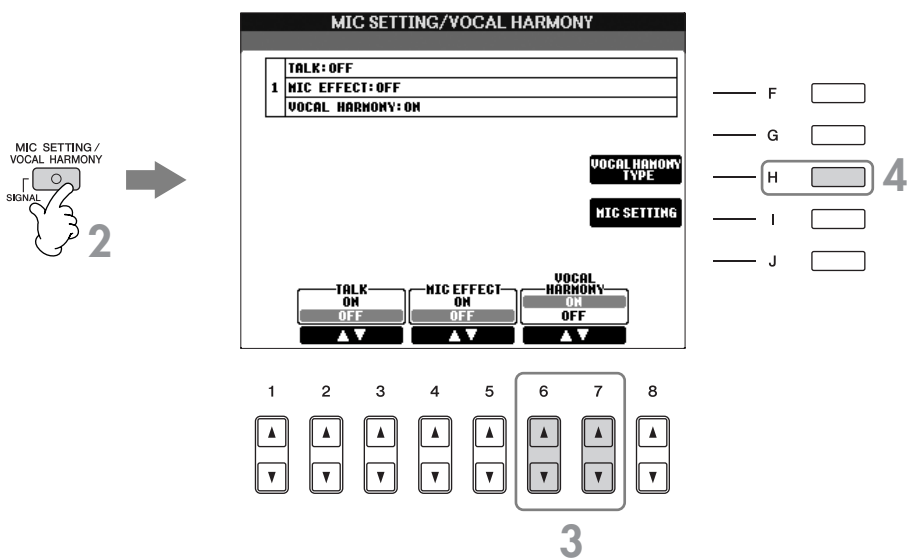 MIC SETTING/VOCAL HARMONY
TALK:OFF
1 MIC EFFECT:OFF
VOCAL HARMONY:ON
F
G
MIC SETTING /
VOCAL HARMONY
SIGNAL
2
VOCAL HAMONY
TYPE
H
4
MIC SETTING
I
J
TALK
ON
OFF
MIC EFFECT
ON
OFF
VOCAL
HARMONY
ON
OFF
1 2 3 4 5 6 7 8
3